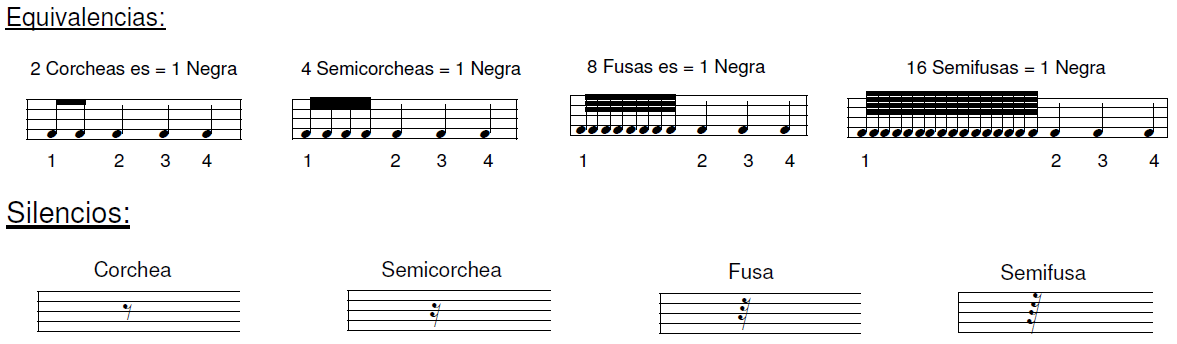 Equivalencias:
2 Corcheas es = 1 Negra
4 Semicorcheas = 1 Negra
8 Fusas es = 1 Negra
16 Semifusas = 1 Negra
1 2 3 4
1 2 3 4
1 2 3 4
1 2 3 4
Silencios:
Corchea
Semicorchea
Fusa
Semifusa